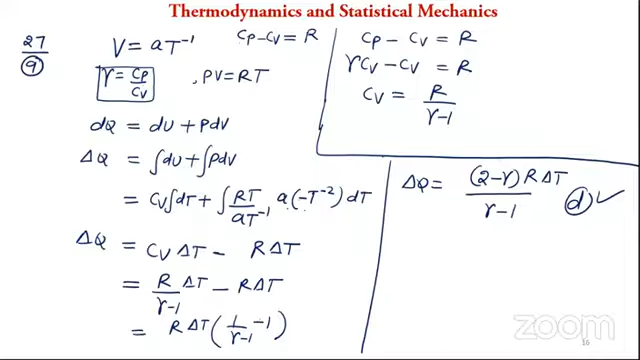 Thermodynamics and Statistical Mechanics
27
9
V = aT⁻¹
Cp - Cv = R
γ = Cp/Cv
, PV = RT
dQ = dU + PdV
ΔQ = ∫dU + ∫PdV
= Cv∫dT + ∫ RT/aT⁻¹ a(-T⁻²) dT
ΔQ = Cv ΔT - RΔT
= R/γ-1 ΔT - RΔT
= RΔT (1/γ-1 -1)
Cp - Cv = R
γCv - Cv = R
Cv = R/γ-1
ΔQ = (2-γ) RΔT/γ-1 d ✓
zoom
16